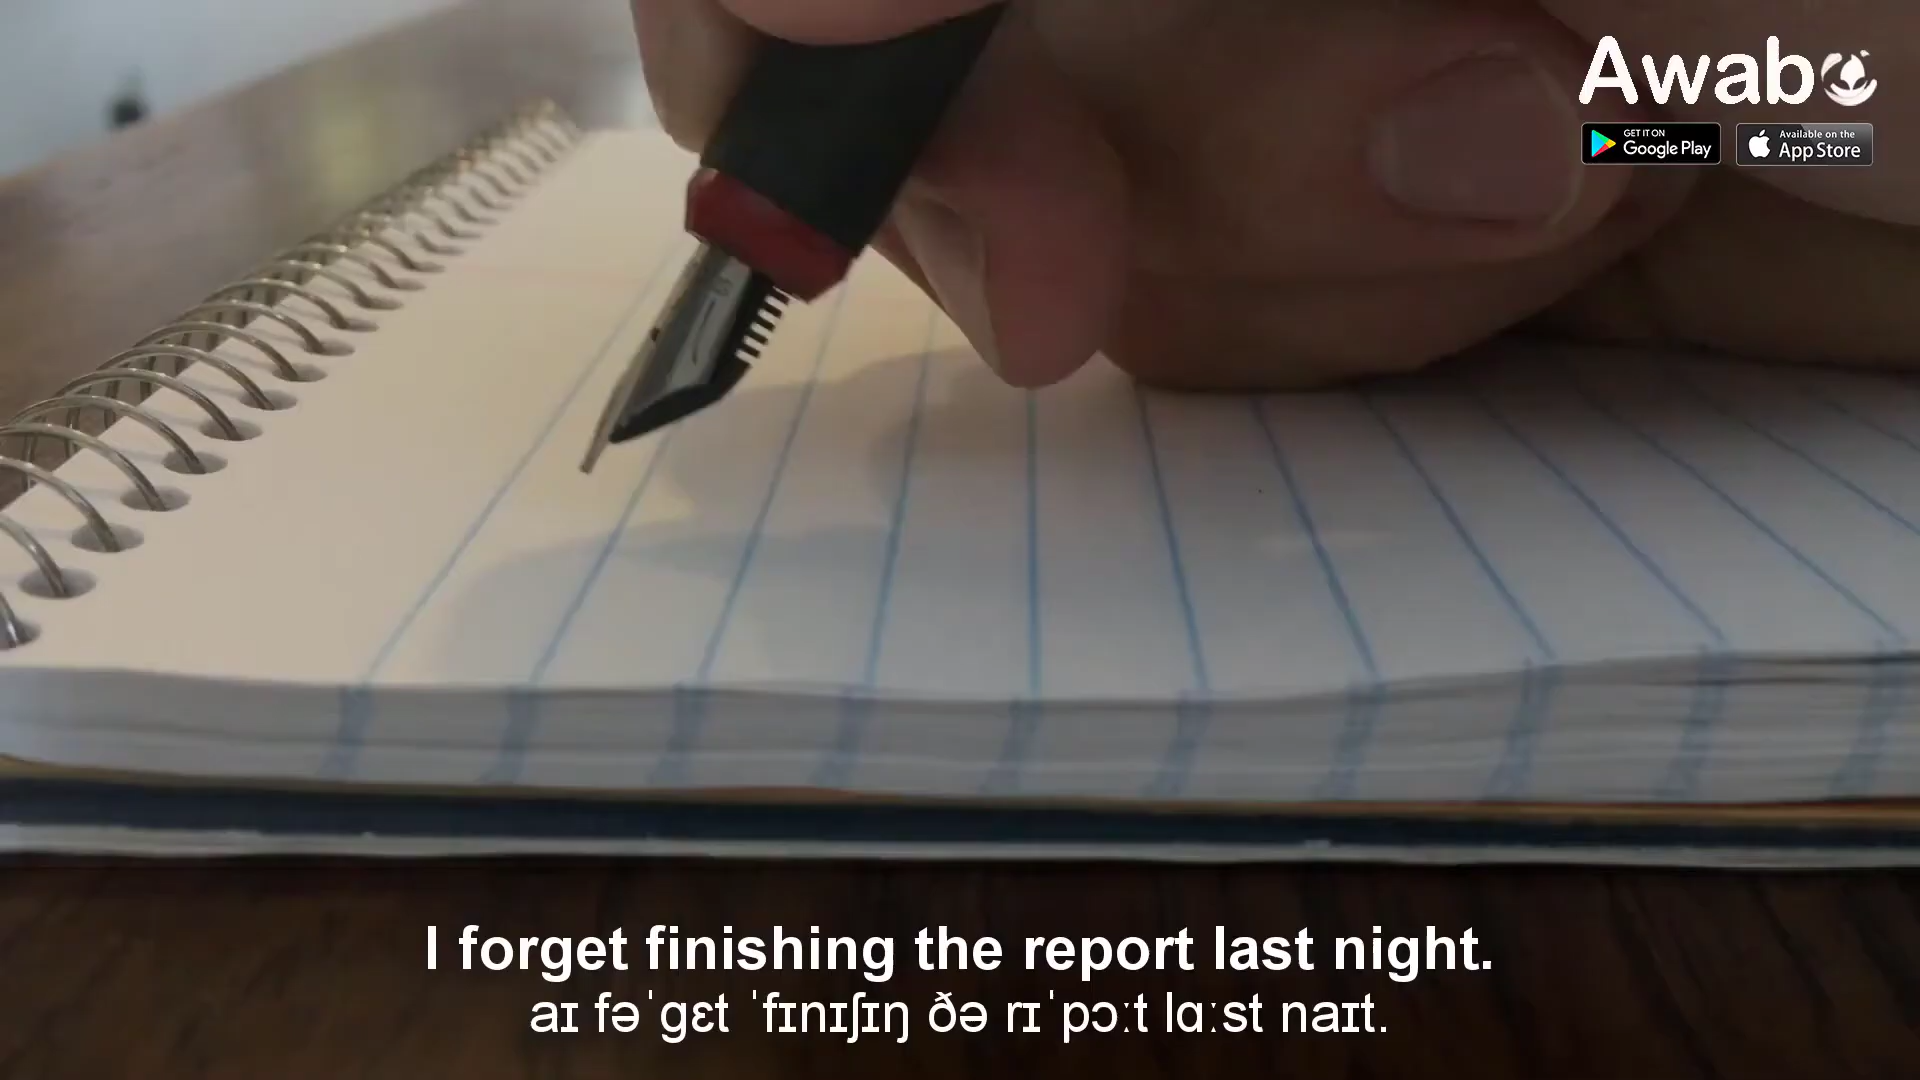 Awabe
GET IT ON
Google Play
Available on the
App Store
I forget finishing the report last night.
aɪ fəˈgɛt ˈfɪnɪʃɪŋ ðə rɪˈpɔːt lɑːst naɪt.